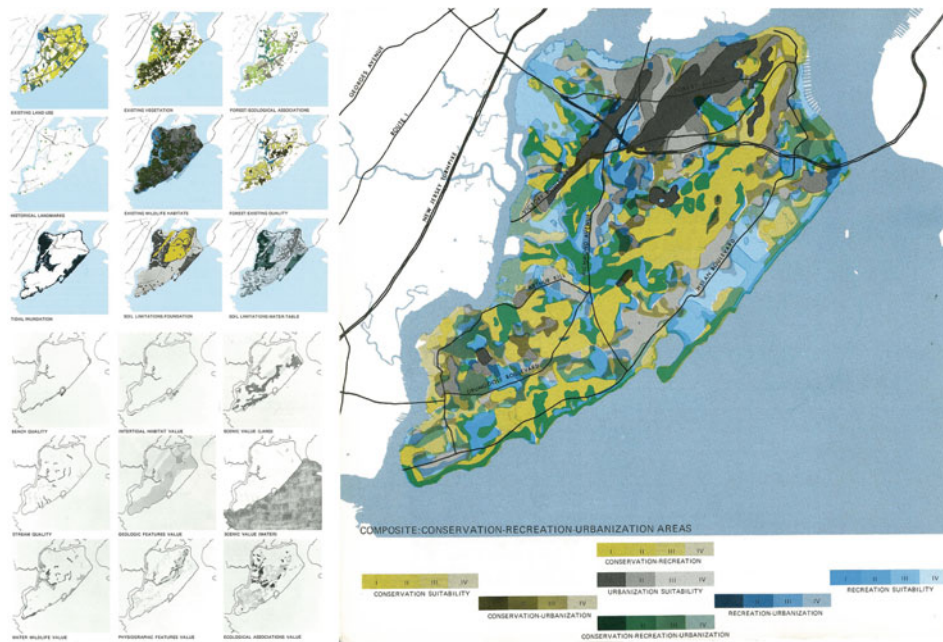 EXISTING LAND USE
EXISTING VEGETATION
FOREST: ECOLOGICAL ASSOCIATIONS
HISTORICAL LANDMARKS
EXISTING WILDLIFE HABITATS
FOREST: EXISTING QUALITY
TIDAL INUNDATION
SOIL LIMITATIONS: FOUNDATION
SOIL LIMITATIONS: WATER TABLE
BEACH QUALITY
INTERTIDAL HABITAT VALUE
SCENIC VALUE (LAND)
STREAM QUALITY
GEOLOGIC FEATURES VALUE
SCENIC VALUE (WATER)
WATER WILDLIFE VALUE
PHYSIOGRAPHIC FEATURES VALUE
ECOLOGICAL ASSOCIATIONS VALUE
GEORGES AVENUE
ROUTE 1
NEW JERSEY TURNPIKE
HYLAN BOULEVARD
COMPOSITE: CONSERVATION-RECREATION-URBANIZATION AREAS
I II III IV
CONSERVATION-RECREATION
I II III IV
CONSERVATION SUITABILITY
I II III IV
URBANIZATION SUITABILITY
I II III IV
RECREATION SUITABILITY
III IV
CONSERVATION-URBANIZATION
III IV
RECREATION-URBANIZATION
II III IV
CONSERVATION-RECREATION-URBANIZATION